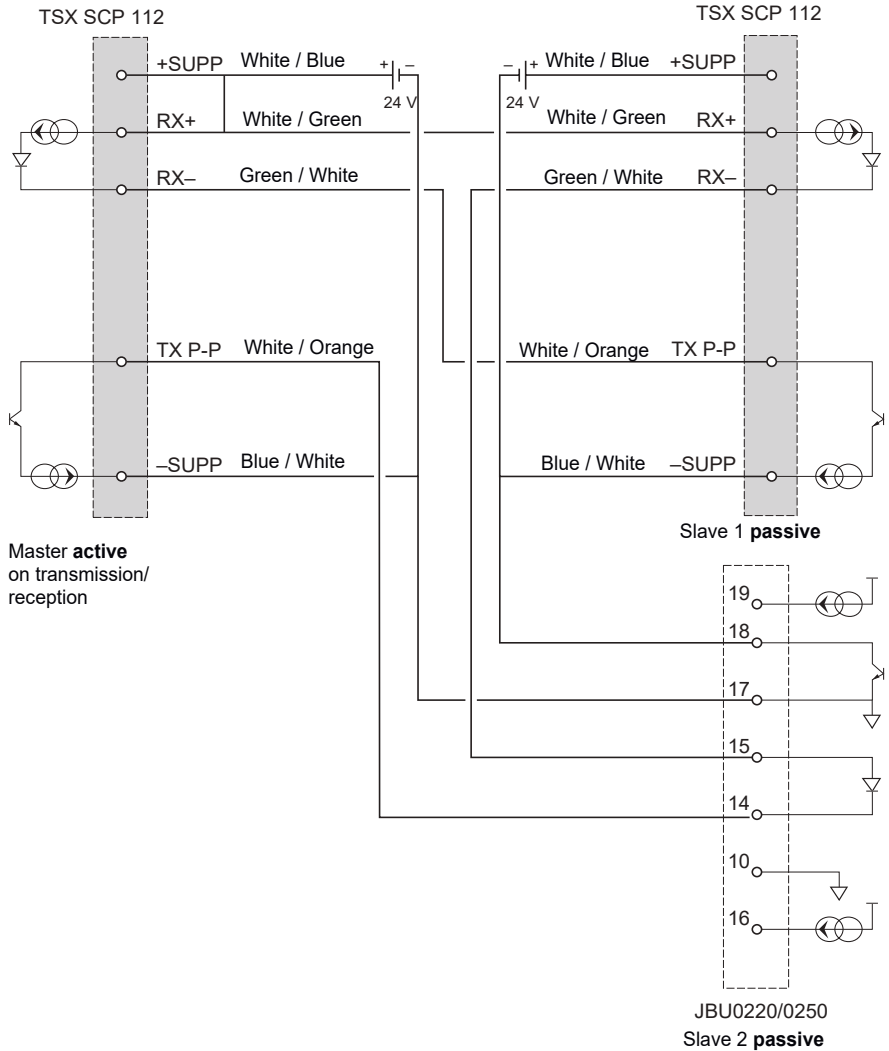 TSX SCP 112
TSX SCP 112
+SUPP White / Blue + –
24 V
– + White / Blue +SUPP
24 V
RX+ White / Green
White / Green RX+
RX– Green / White
Green / White RX–
TX P-P White / Orange
White / Orange TX P-P
–SUPP Blue / White
Blue / White –SUPP
Master active
on transmission/
reception
Slave 1 passive
19
18
17
15
14
10
16
JBU0220/0250
Slave 2 passive